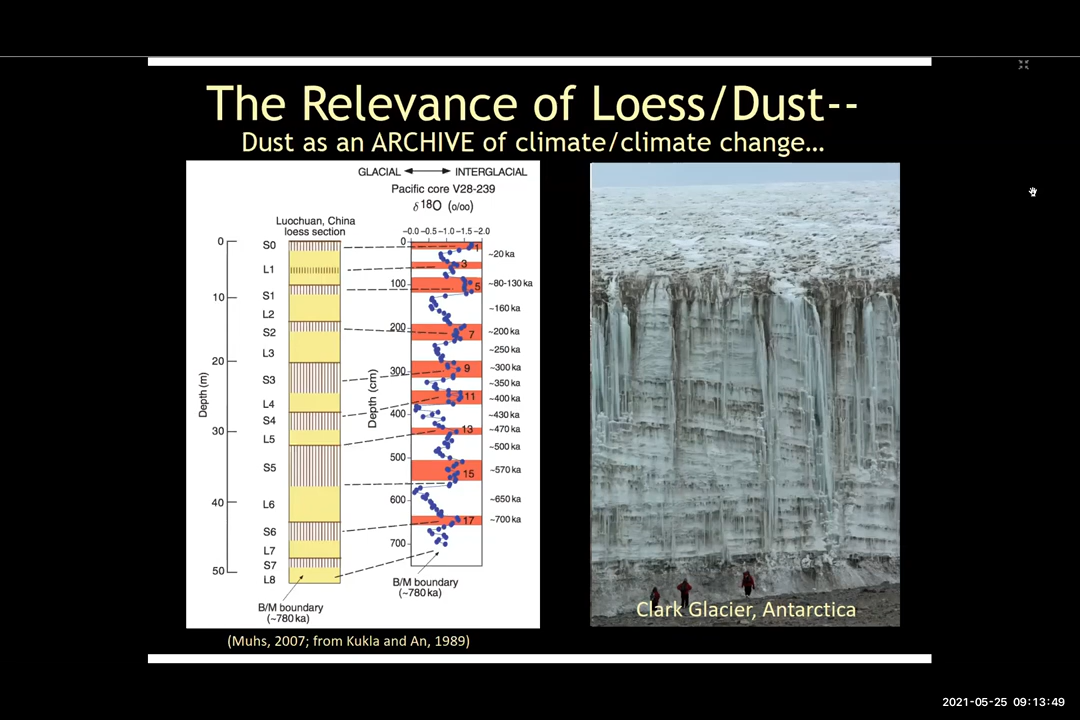 The Relevance of Loess/Dust--
Dust as an ARCHIVE of climate/climate change…
GLACIAL INTERGLACIAL
Pacific core V28-239
δ 18O (o/oo)
Luochuan, China
loess section
-0.0 -0.5 -1.0 -1.5 -2.0
0
10
20
30
40
50
Depth (m)
S0
L1
S1
L2
S2
L3
S3
L4
S4
L5
S5
L6
S6
L7
S7
L8
B/M boundary
(~780 ka)
0
100
200
300
400
500
600
700
Depth (cm)
1
3
5
7
9
11
13
15
17
~20 ka
~80-130 ka
~160 ka
~200 ka
~250 ka
~300 ka
~350 ka
~400 ka
~430 ka
~470 ka
~500 ka
~570 ka
~650 ka
~700 ka
B/M boundary
(~780 ka)
(Muhs, 2007; from Kukla and An, 1989)
Clark Glacier, Antarctica
2021-05-25 09:13:49